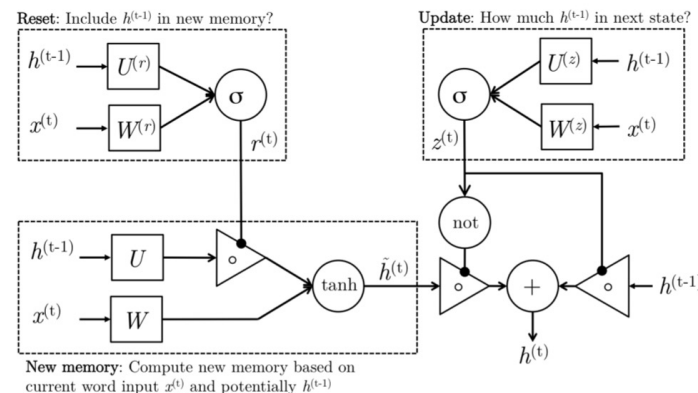 Reset: Include h(t-1) in new memory?
Update: How much h(t-1) in next state?
h(t-1)
U(r)
σ
x(t)
W(r)
r(t)
σ
U(z)
h(t-1)
W(z)
x(t)
z(t)
not
h(t-1)
U
∘
x(t)
W
tanh
h̃(t)
∘
+
∘
h(t-1
h(t)
New memory: Compute new memory based on
current word input x(t) and potentially h(t-1)